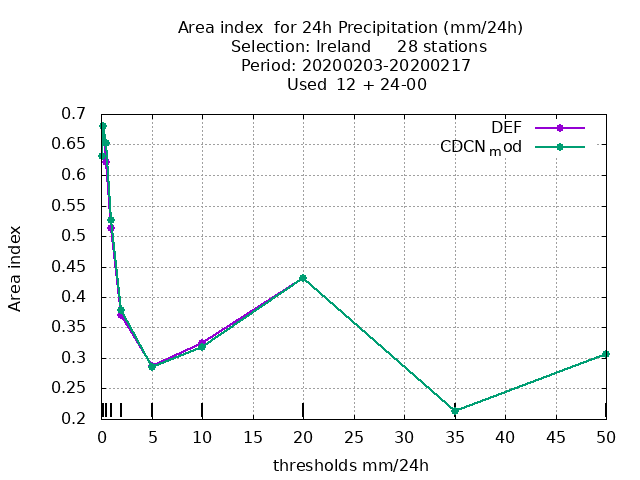 Area index  for 24h Precipitation (mm/24h)
Selection: Ireland     28 stations
Period: 20200203-20200217
Used  12 + 24-00
DEF
CDCN_mod
0.7
0.65
0.6
0.55
0.5
0.45
0.4
0.35
0.3
0.25
0.2
Area index
0 5 10 15 20 25 30 35 40 45 50
thresholds mm/24h